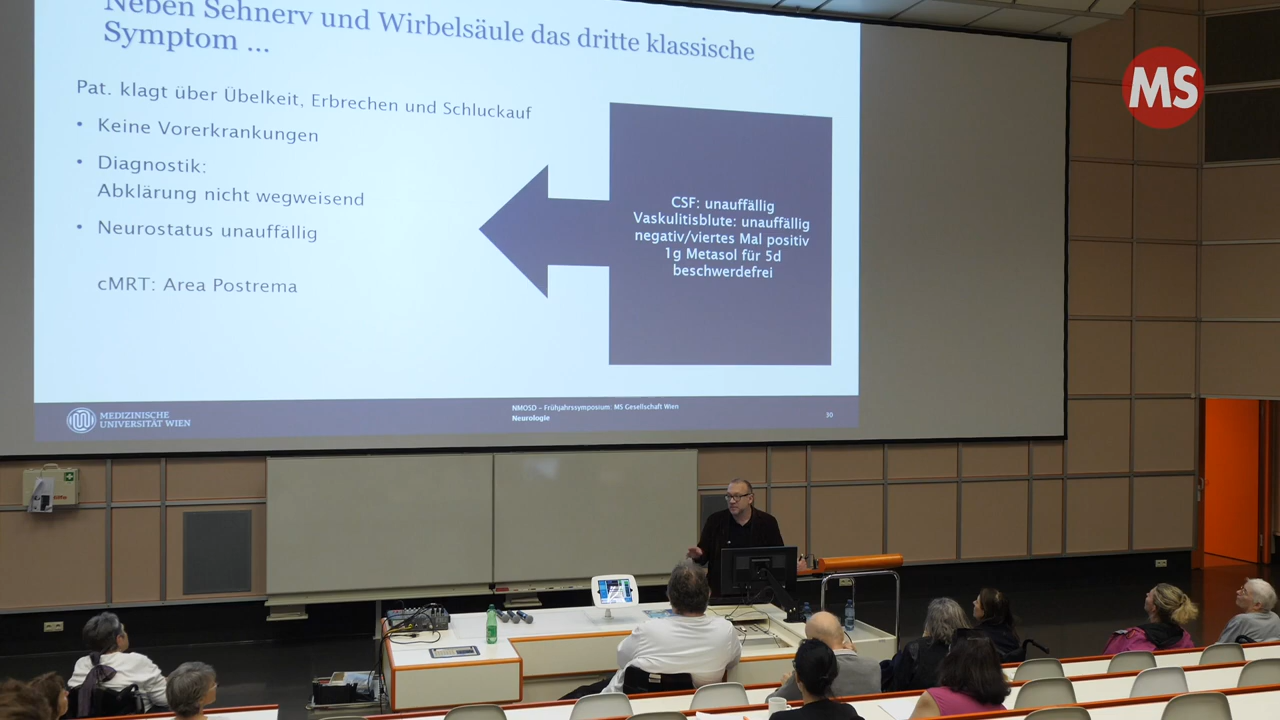 Neben Sehnerv und Wirbelsäule das dritte klassische
Symptom ...
Pat. klagt über Übelkeit, Erbrechen und Schluckauf
• Keine Vorerkrankungen
• Diagnostik:
Abklärung nicht wegweisend
• Neurostatus unauffällig
cMRT: Area Postrema
CSF: unauffällig
Vaskulitisblute: unauffällig
negativ/viertes Mal positiv
1g Metasol für 5d
beschwerdefrei
MEDIZINISCHE
UNIVERSITÄT WIEN
NMOSD – Frühjahrssymposium: MS Gesellschaft Wien
Neurologie
30
MS